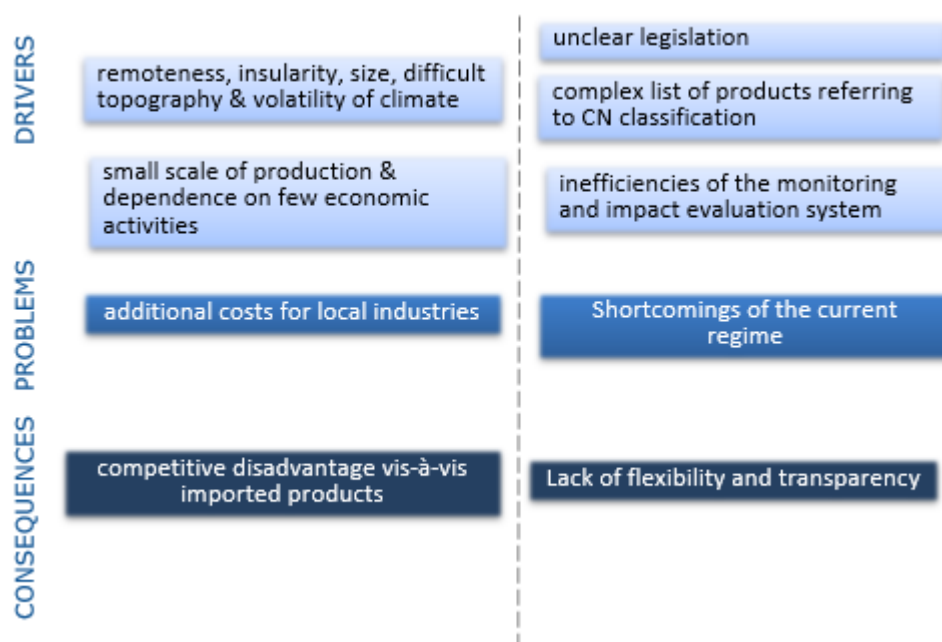 DRIVERS
remoteness, insularity, size, difficult
topography & volatility of climate
small scale of production &
dependence on few economic
activities
unclear legislation
complex list of products referring
to CN classification
inefficiencies of the monitoring
and impact evaluation system
PROBLEMS
additional costs for local industries
Shortcomings of the current
regime
CONSEQUENCES
competitive disadvantage vis-à-vis
imported products
Lack of flexibility and transparency